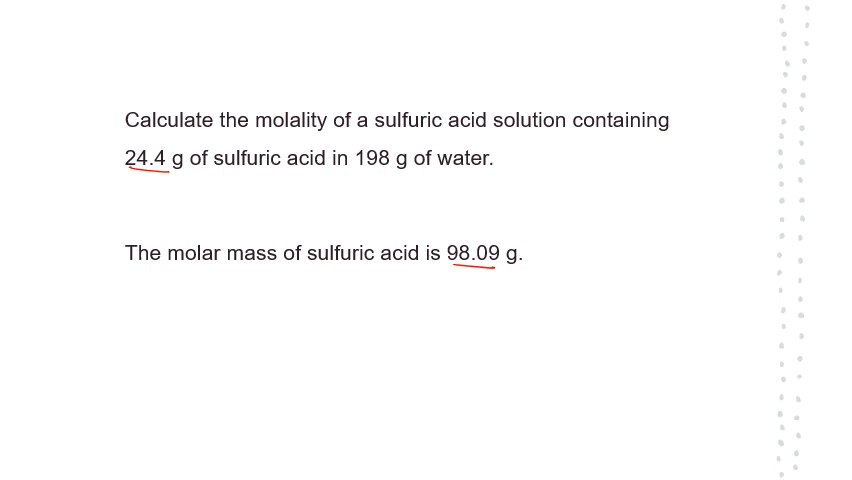 Calculate the molality of a sulfuric acid solution containing
24.4 g of sulfuric acid in 198 g of water.
The molar mass of sulfuric acid is 98.09 g.